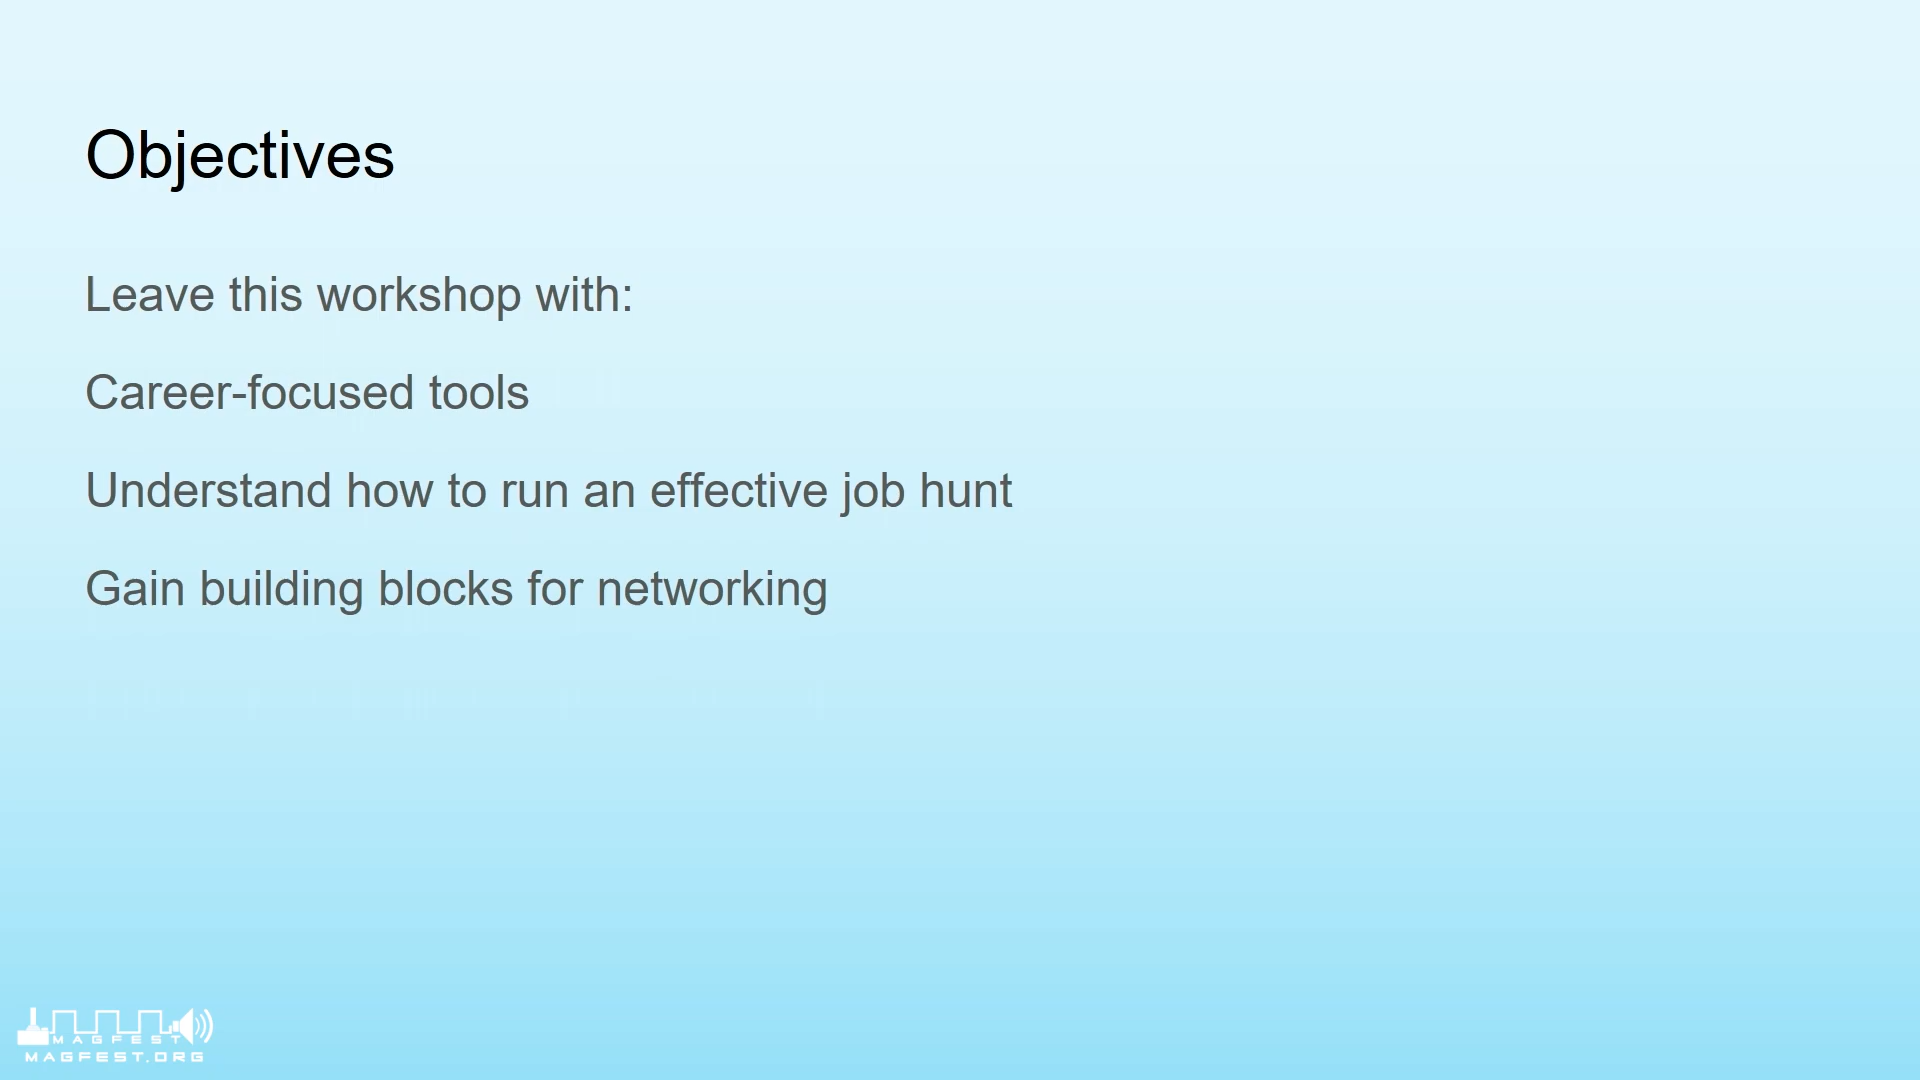 Objectives
Leave this workshop with:
Career-focused tools
Understand how to run an effective job hunt
Gain building blocks for networking
MAGFEST
MAGFEST.ORG